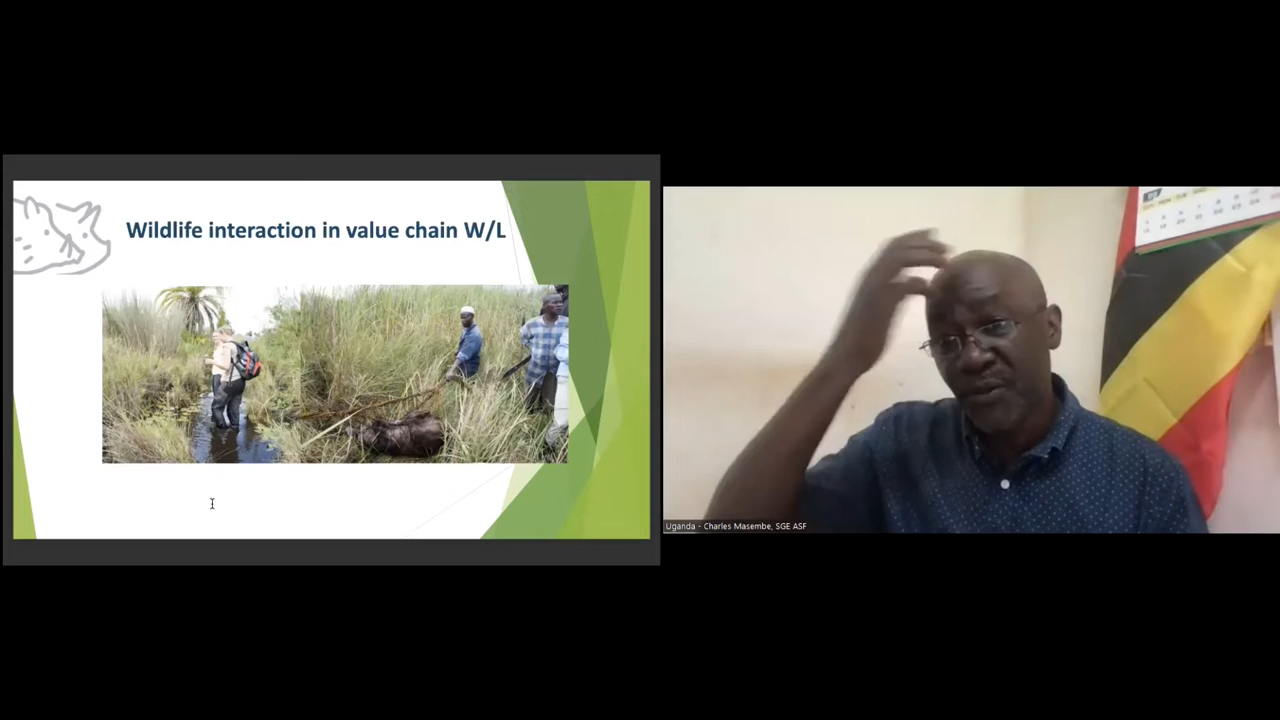 Wildlife interaction in value chain W/L
Uganda - Charles Masembe, SGE ASF